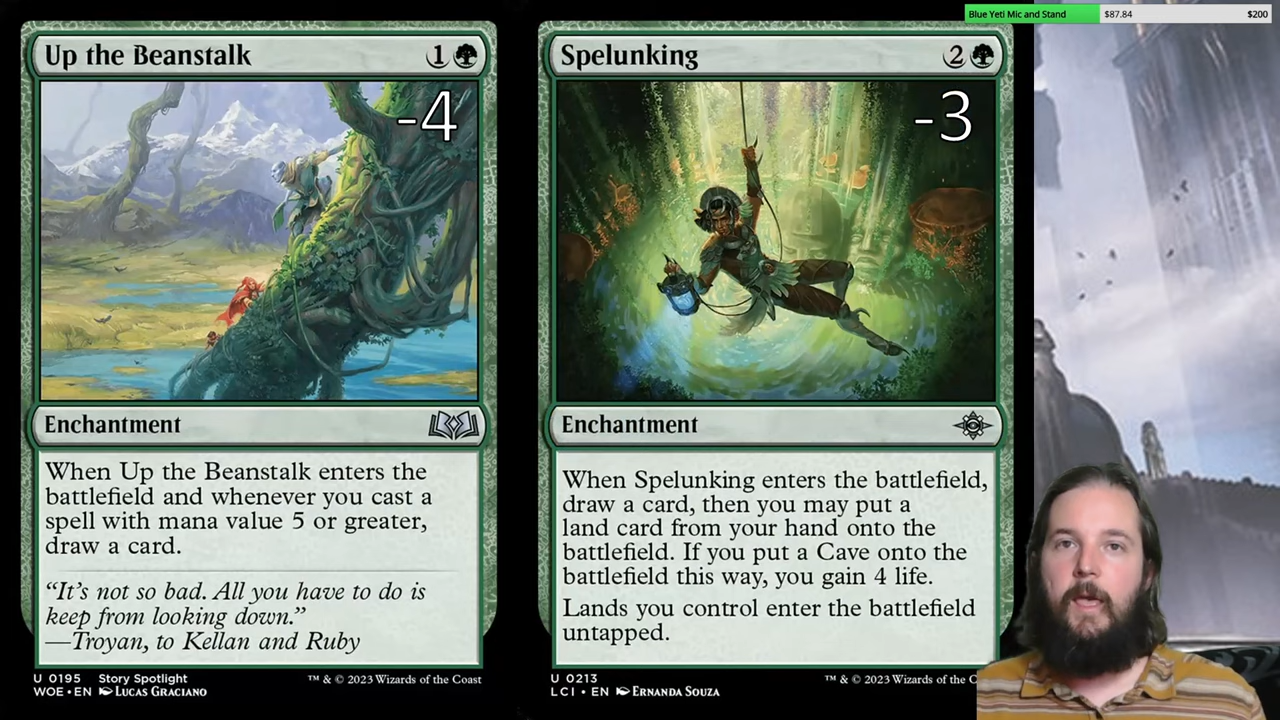 Blue Yeti Mic and Stand $87.84 $200
Up the Beanstalk 1
-4
Enchantment
When Up the Beanstalk enters the
battlefield and whenever you cast a
spell with mana value 5 or greater,
draw a card.
“It’s not so bad. All you have to do is
keep from looking down.”
—Troyan, to Kellan and Ruby
U 0195 Story Spotlight ™ & © 2023 Wizards of the Coast
WOE • EN Lucas Graciano
Spelunking 2
-3
Enchantment
When Spelunking enters the battlefield,
draw a card, then you may put a
land card from your hand onto the
battlefield. If you put a Cave onto the
battlefield this way, you gain 4 life.
Lands you control enter the battlefield
untapped.
U 0213 ™ & © 2023 Wizards of the C
LCI • EN Ernanda Souza